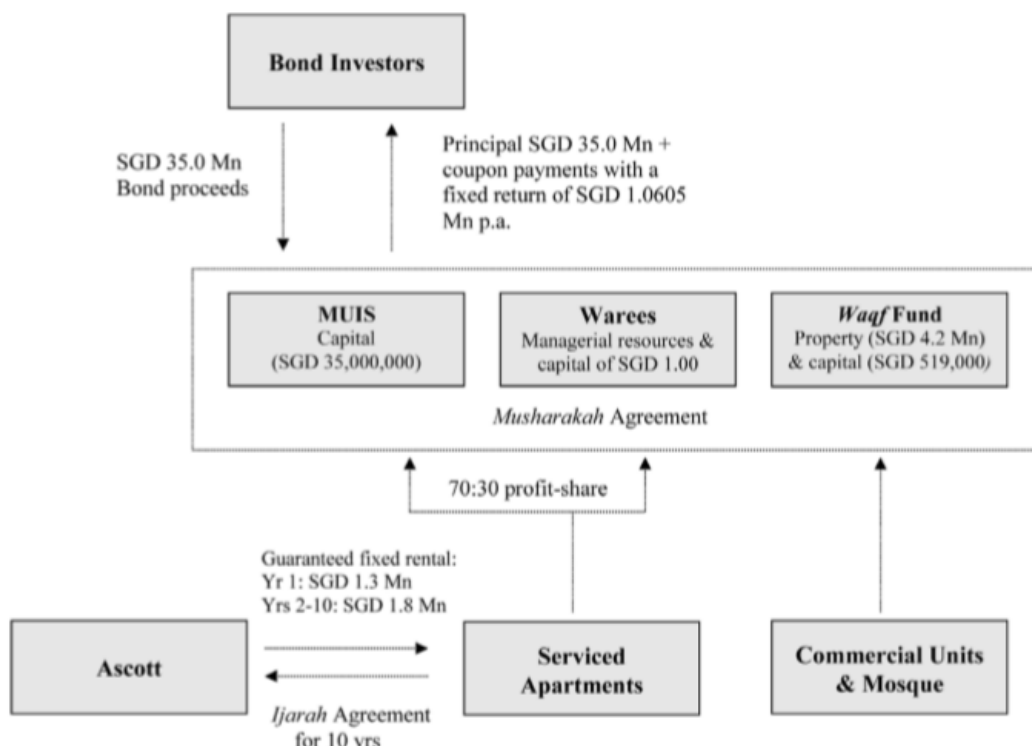 Bond Investors
SGD 35.0 Mn
Bond proceeds
Principal SGD 35.0 Mn +
coupon payments with a
fixed return of SGD 1.0605
Mn p.a.
MUIS
Capital
(SGD 35,000,000)
Warees
Managerial resources &
capital of SGD 1.00
Waqf Fund
Property (SGD 4.2 Mn)
& capital (SGD 519,000)
Musharakah Agreement
70:30 profit-share
Guaranteed fixed rental:
Yr 1: SGD 1.3 Mn
Yrs 2-10: SGD 1.8 Mn
Ascott
Serviced
Apartments
Commercial Units
& Mosque
Ijarah Agreement
for 10 yrs